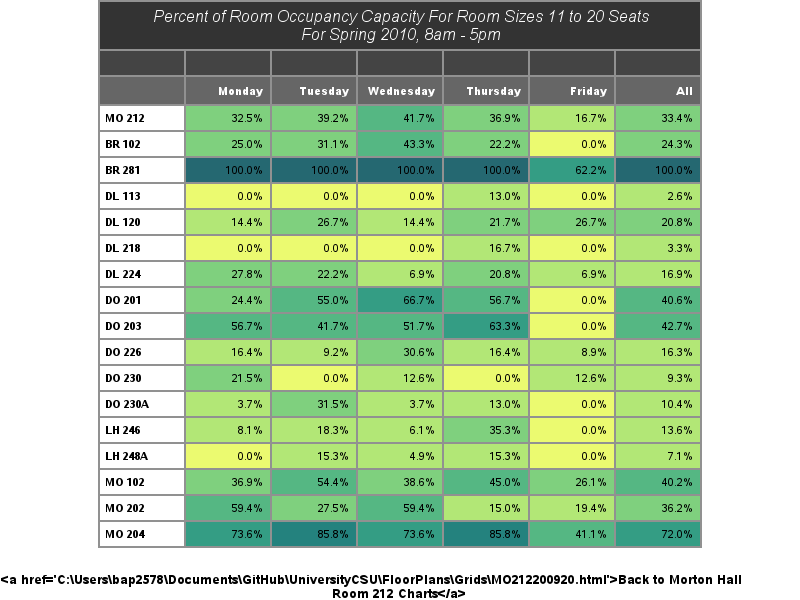 Percent of Room Occupancy Capacity For Room Sizes 11 to 20 Seats
For Spring 2010, 8am - 5pm
Monday Tuesday Wednesday Thursday Friday All
MO 212 32.5% 39.2% 41.7% 36.9% 16.7% 33.4%
BR 102 25.0% 31.1% 43.3% 22.2% 0.0% 24.3%
BR 281 100.0% 100.0% 100.0% 100.0% 62.2% 100.0%
DL 113 0.0% 0.0% 0.0% 13.0% 0.0% 2.6%
DL 120 14.4% 26.7% 14.4% 21.7% 26.7% 20.8%
DL 218 0.0% 0.0% 0.0% 16.7% 0.0% 3.3%
DL 224 27.8% 22.2% 6.9% 20.8% 6.9% 16.9%
DO 201 24.4% 55.0% 66.7% 56.7% 0.0% 40.6%
DO 203 56.7% 41.7% 51.7% 63.3% 0.0% 42.7%
DO 226 16.4% 9.2% 30.6% 16.4% 8.9% 16.3%
DO 230 21.5% 0.0% 12.6% 0.0% 12.6% 9.3%
DO 230A 3.7% 31.5% 3.7% 13.0% 0.0% 10.4%
LH 246 8.1% 18.3% 6.1% 35.3% 0.0% 13.6%
LH 248A 0.0% 15.3% 4.9% 15.3% 0.0% 7.1%
MO 102 36.9% 54.4% 38.6% 45.0% 26.1% 40.2%
MO 202 59.4% 27.5% 59.4% 15.0% 19.4% 36.2%
MO 204 73.6% 85.8% 73.6% 85.8% 41.1% 72.0%
<a href='C:\Users\bap2578\Documents\GitHub\UniversityCSU\FloorPlans\Grids\MO212200920.html'>Back to Morton Hall
Room 212 Charts</a>